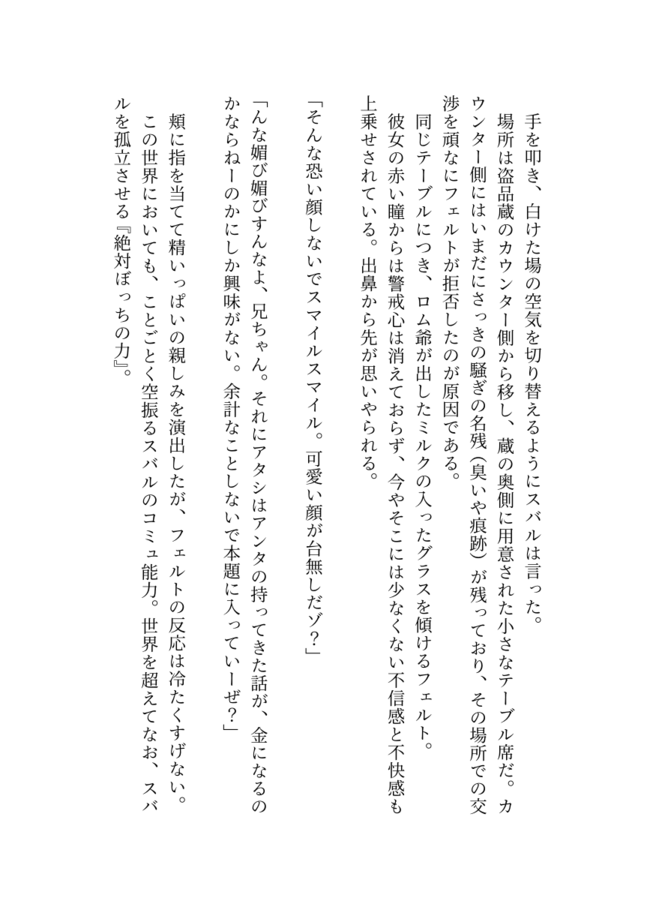 手を叩き、白けた場の空気を切り替えるようにスバルは言った。
場所は盗品蔵のカウンター側から移し、蔵の奥側に用意された小さなテーブル席だ。カ
ウンター側にはいまだにさっきの騒ぎの名残（臭いや痕跡）が残っており、その場所での交
渉を頑なにフェルトが拒否したのが原因である。
同じテーブルにつき、ロム爺が出したミルクの入ったグラスを傾けるフェルト。
彼女の赤い瞳からは警戒心は消えておらず、今やそこには少なくない不信感と不快感も
上乗せされている。出鼻から先が思いやられる。
「そんな恐い顔しないでスマイルスマイル。可愛い顔が台無しだゾ？」
「んな媚び媚びすんなよ、兄ちゃん。それにアタシはアンタの持ってきた話が、金になるの
かならねーのかにしか興味がない。余計なことしないで本題に入っていーぜ？」
頬に指を当てて精いっぱいの親しみを演出したが、フェルトの反応は冷たくすげない。
この世界においても、ことごとく空振るスバルのコミュ能力。世界を超えてなお、スバ
ルを孤立させる『絶対ぼっちの力』。